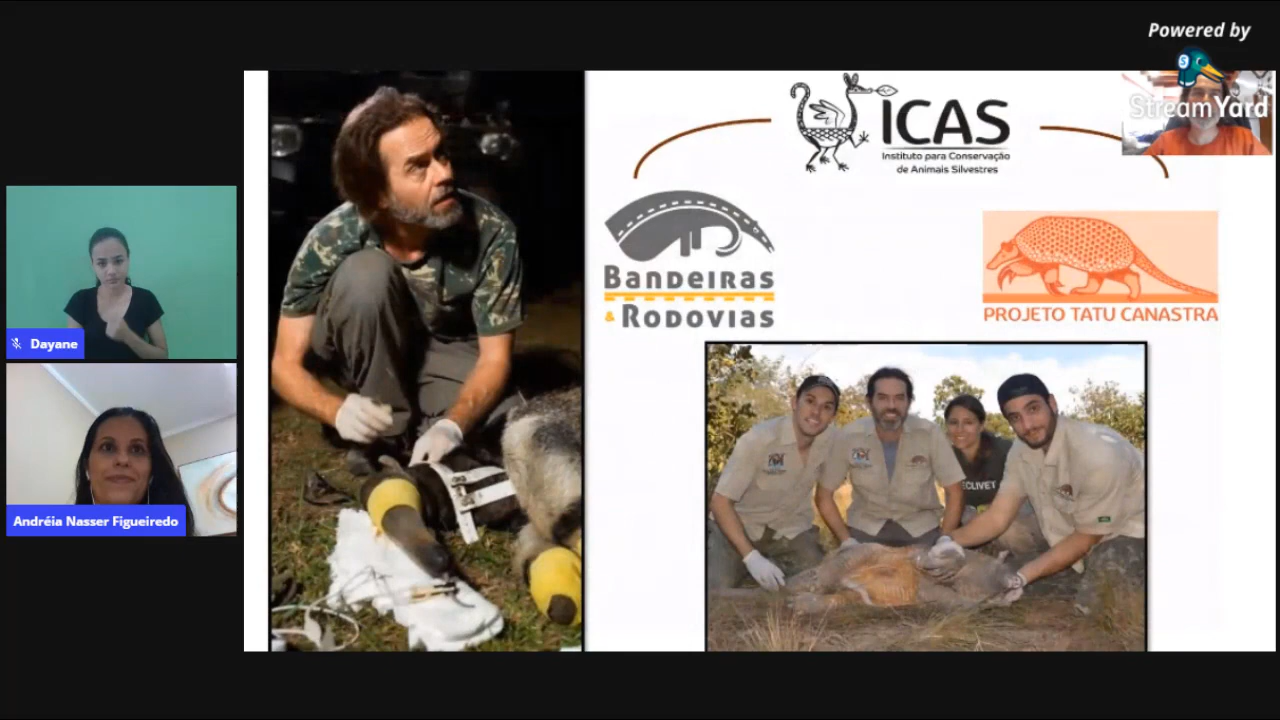 Powered by
StreamYard
ICAS
Instituto para Conservação
de Animais Silvestres
BANDEIRAS
& RODOVIAS
PROJETO TATU CANASTRA
ECLIVET
Dayane
Andréia Nasser Figueiredo